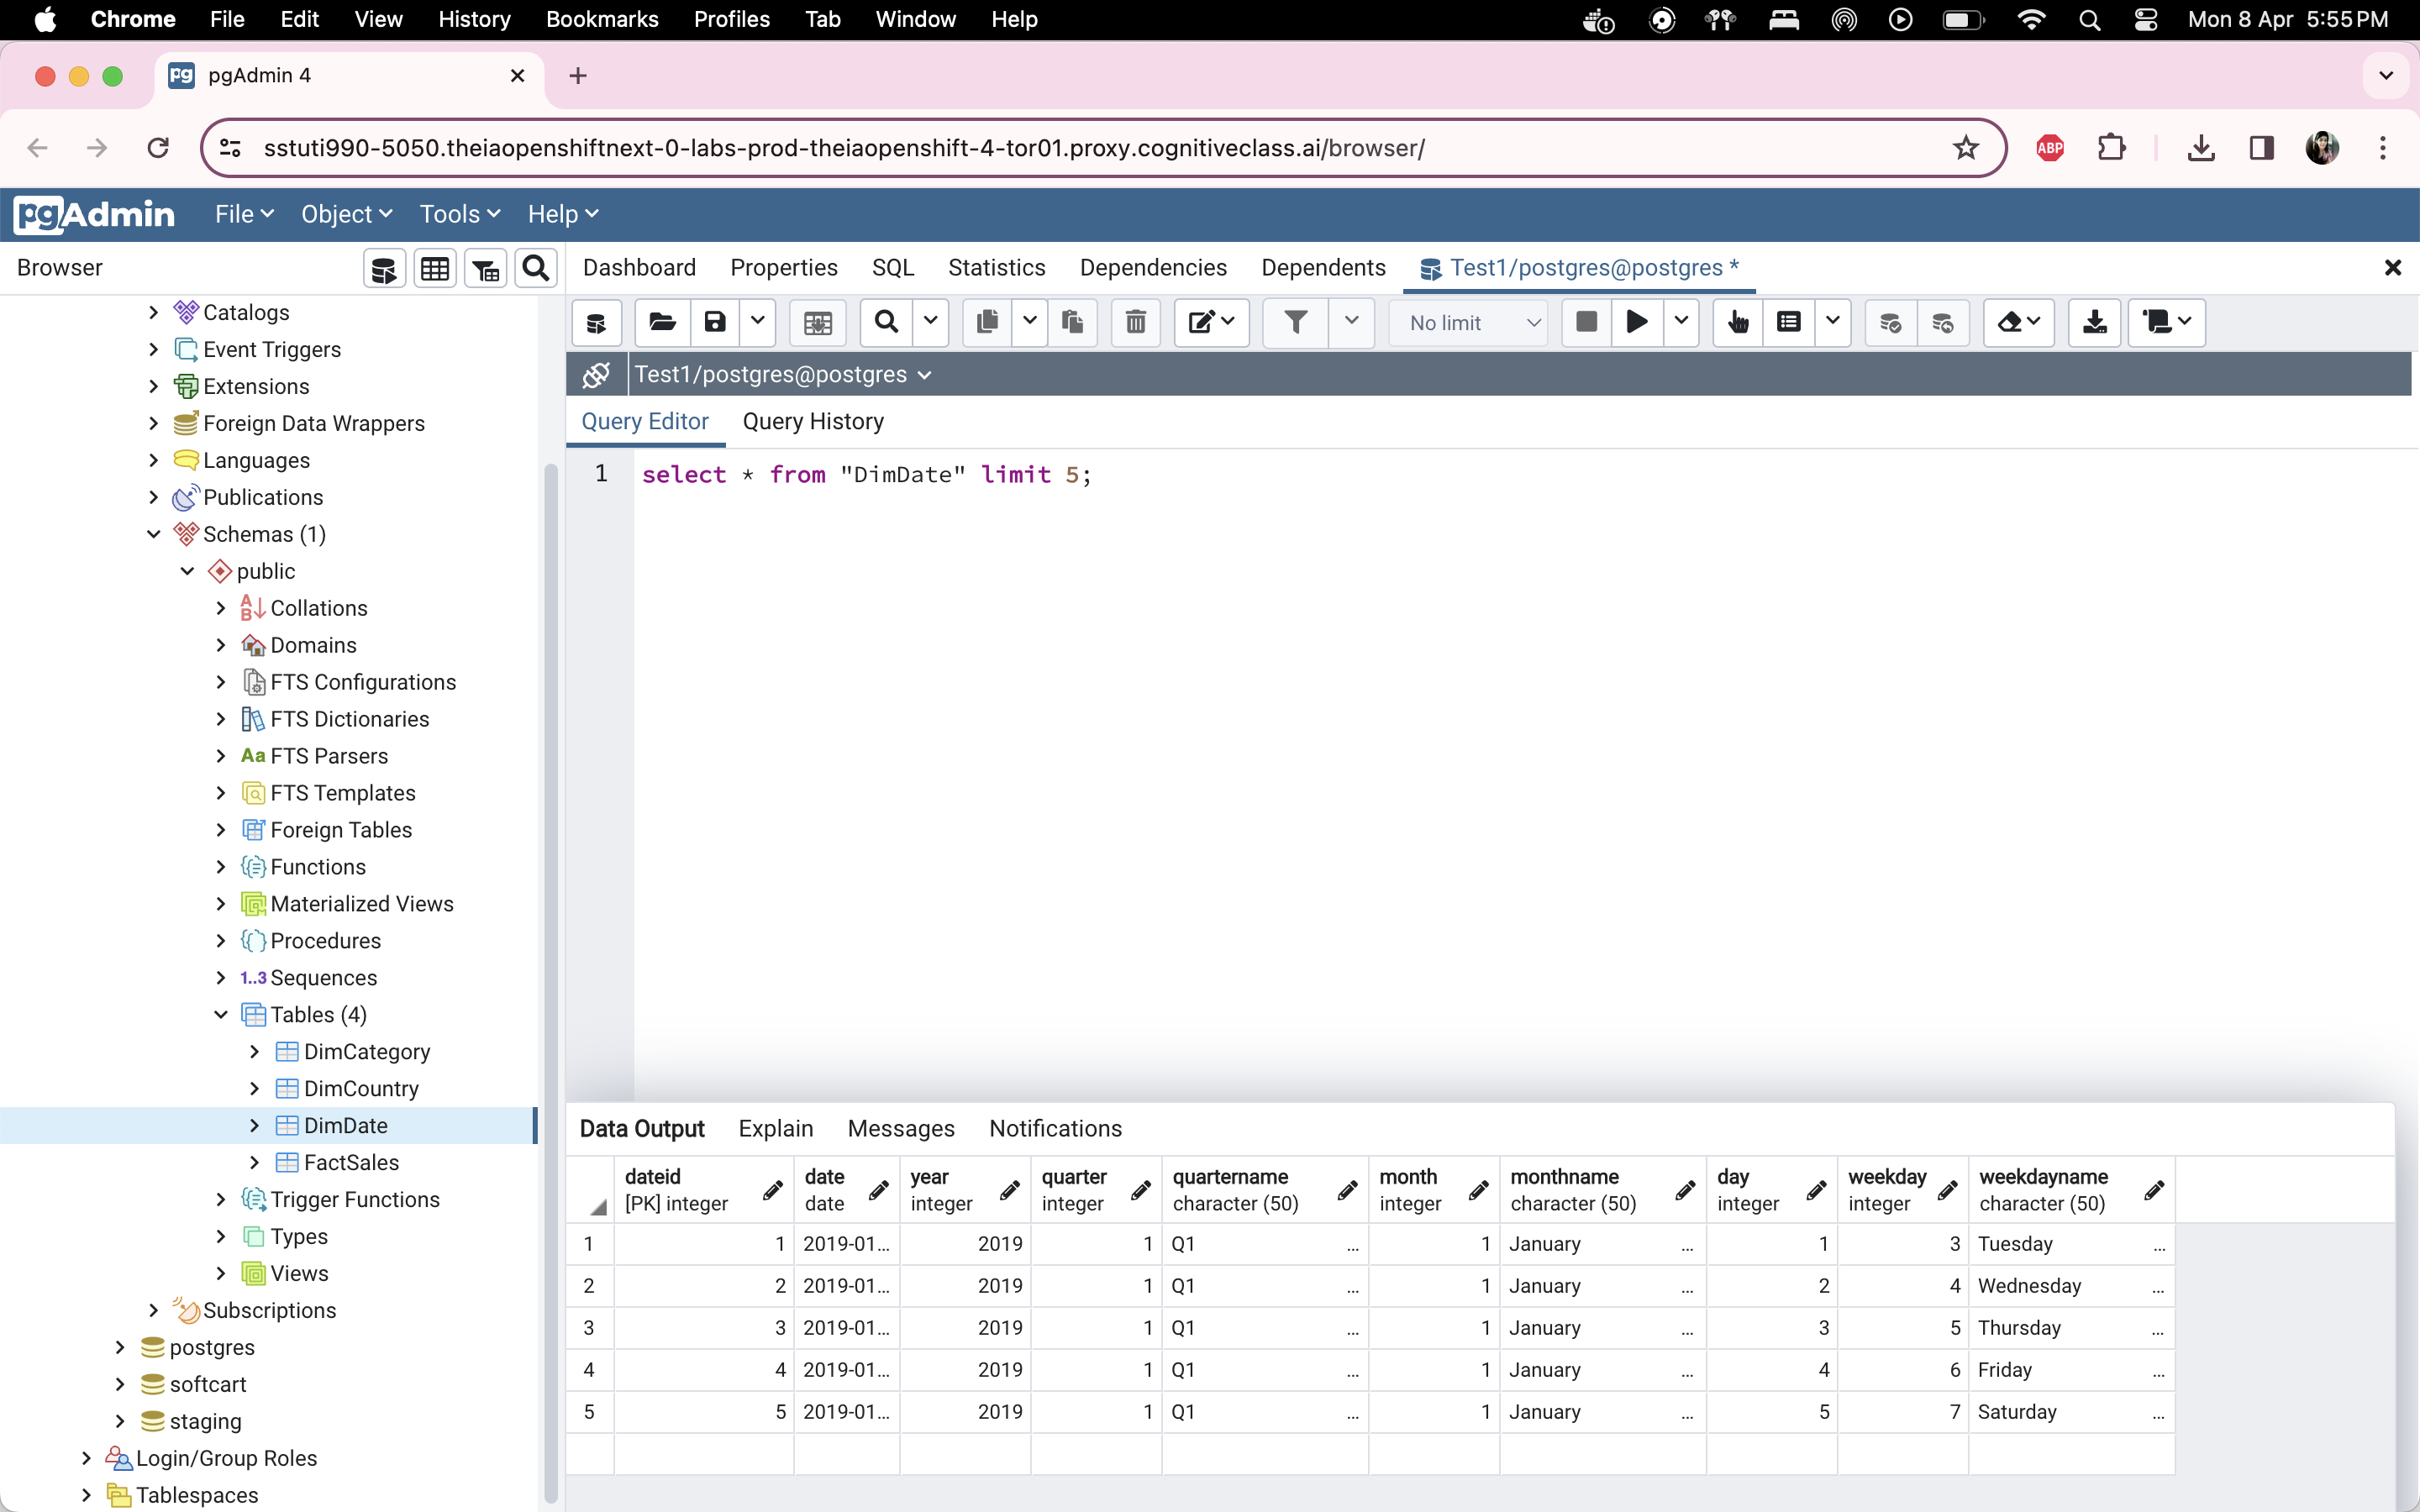 Chrome File Edit View History Bookmarks Profiles Tab Window Help Mon 8 Apr 5:55 PM
pg pgAdmin 4
sstuti990-5050.theiaopenshiftnext-0-labs-prod-theiaopenshift-4-tor01.proxy.cognitiveclass.ai/browser/ ABP
pgAdmin File Object Tools Help
Browser
Catalogs
Event Triggers
Extensions
Foreign Data Wrappers
Languages
Publications
Schemas (1)
public
Collations
Domains
FTS Configurations
FTS Dictionaries
Aa FTS Parsers
FTS Templates
Foreign Tables
Functions
Materialized Views
Procedures
1..3 Sequences
Tables (4)
DimCategory
DimCountry
DimDate
FactSales
Trigger Functions
Types
Views
Subscriptions
postgres
softcart
staging
Login/Group Roles
Tablespaces
Dashboard Properties SQL Statistics Dependencies Dependents Test1/postgres@postgres *
No limit
Test1/postgres@postgres
Query Editor Query History
1 select * from "DimDate" limit 5;
Data Output Explain Messages Notifications
dateid date year quarter quartername month monthname day weekday weekdayname
[PK] integer date integer integer character (50) integer character (50) integer integer character (50)
1 1 2019-01... 2019 1 Q1 ... 1 January ... 1 3 Tuesday ...
2 2 2019-01... 2019 1 Q1 ... 1 January ... 2 4 Wednesday ...
3 3 2019-01... 2019 1 Q1 ... 1 January ... 3 5 Thursday ...
4 4 2019-01... 2019 1 Q1 ... 1 January ... 4 6 Friday ...
5 5 2019-01... 2019 1 Q1 ... 1 January ... 5 7 Saturday ...